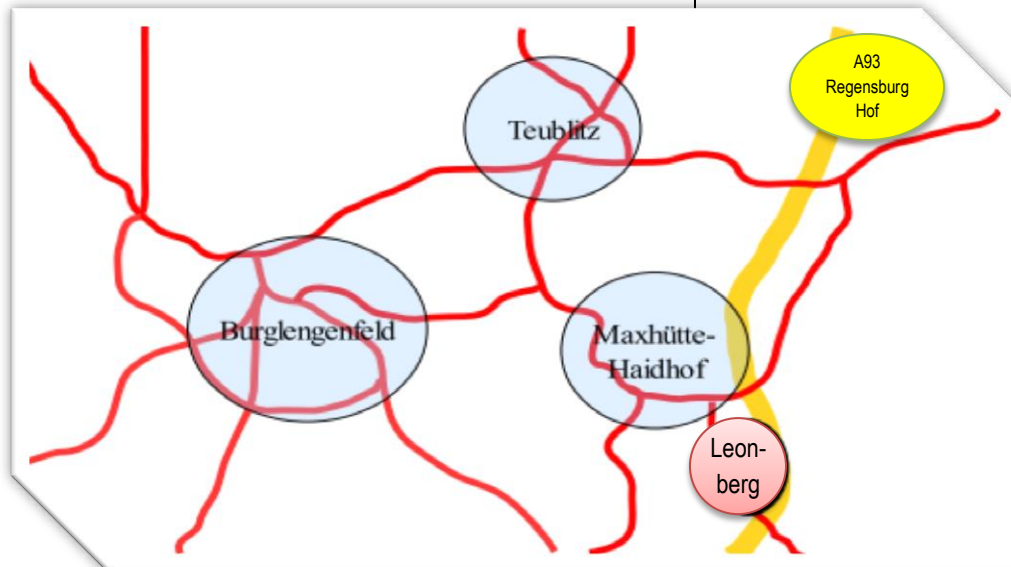 A93
Regensburg
Hof
Teublitz
Burglengenfeld
Maxhütte-
Haidhof
Leon-
berg